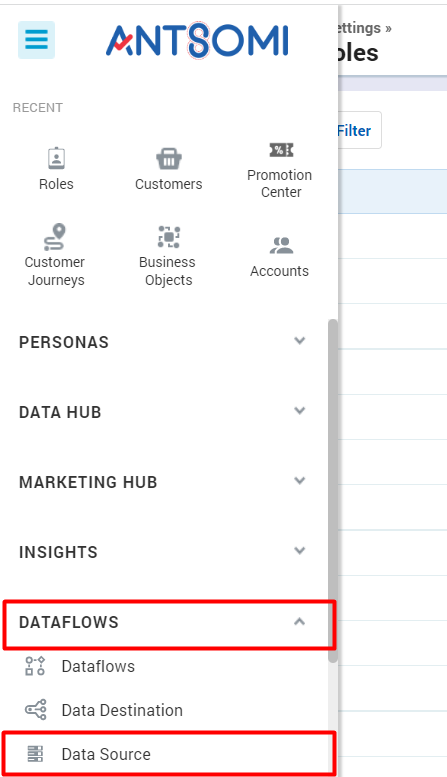 ANTSOMI
ettings »
oles
RECENT
Filter
%
Roles
Customers
Promotion
Center
Customer
Journeys
Business
Objects
Accounts
PERSONAS
DATA HUB
MARKETING HUB
INSIGHTS
DATAFLOWS
Dataflows
Data Destination
Data Source